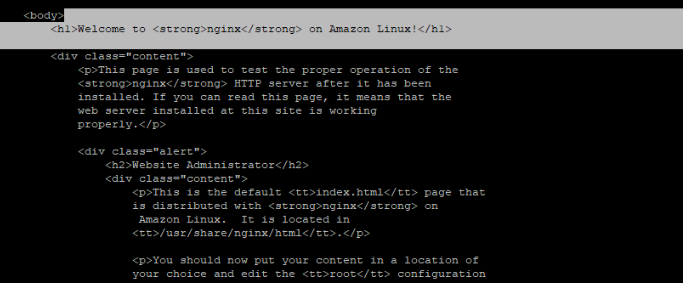 <body>
<h1>Welcome to <strong>nginx</strong> on Amazon Linux!</h1>
<div class="content">
<p>This page is used to test the proper operation of the
<strong>nginx</strong> HTTP server after it has been
installed. If you can read this page, it means that the
web server installed at this site is working
properly.</p>
<div class="alert">
<h2>Website Administrator</h2>
<div class="content">
<p>This is the default <tt>index.html</tt> page that
is distributed with <strong>nginx</strong> on
Amazon Linux.  It is located in
<tt>/usr/share/nginx/html</tt>.</p>
<p>You should now put your content in a location of
your choice and edit the <tt>root</tt> configuration